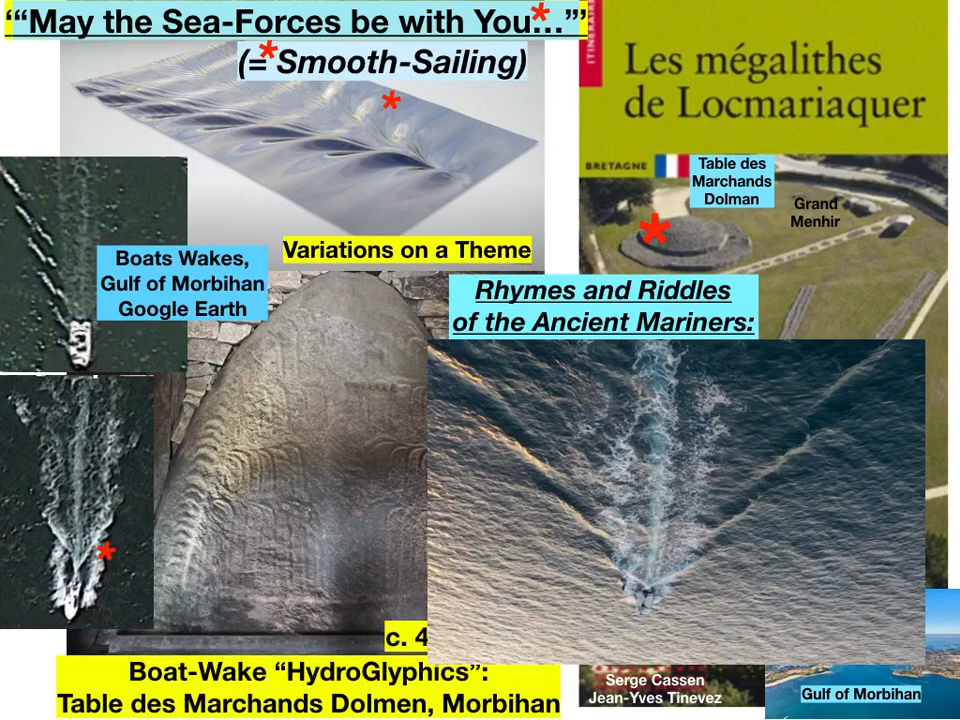 ‘“May the Sea-Forces be with You*…”’
(=*Smooth-Sailing)
*
ITINÉRAIRE
Les mégalithes
de Locmariaquer
BRETAGNE
Table des
Marchands
Dolman
Grand
Menhir
*
Variations on a Theme
Boats Wakes,
Gulf of Morbihan
Google Earth
Rhymes and Riddles
of the Ancient Mariners:
*
c. 4
Boat-Wake “HydroGlyphics”:
Table des Marchands Dolmen, Morbihan
Serge Cassen
Jean-Yves Tinevez
Gulf of Morbihan